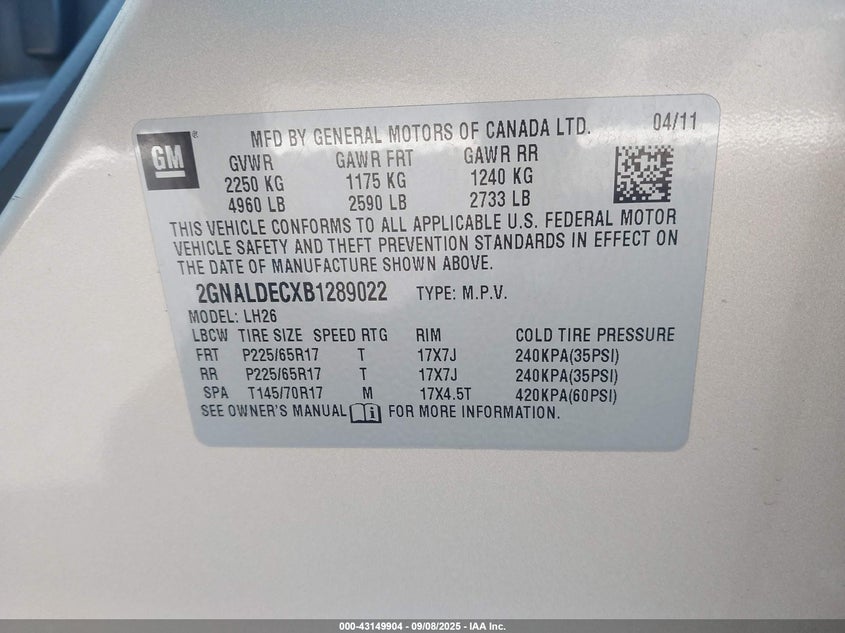 GM
MFD BY GENERAL MOTORS OF CANADA LTD. 04/11
GVWR GAWR FRT GAWR RR
2250 KG 1175 KG 1240 KG
4960 LB 2590 LB 2733 LB
THIS VEHICLE CONFORMS TO ALL APPLICABLE U.S. FEDERAL MOTOR
VEHICLE SAFETY AND THEFT PREVENTION STANDARDS IN EFFECT ON
THE DATE OF MANUFACTURE SHOWN ABOVE.
2GNALDECXB1289022 TYPE: M.P.V.
MODEL: LH26
LBCW TIRE SIZE SPEED RTG RIM COLD TIRE PRESSURE
FRT P225/65R17 T 17X7J 240KPA(35PSI)
RR P225/65R17 T 17X7J 240KPA(35PSI)
SPA T145/70R17 M 17X4.5T 420KPA(60PSI)
SEE OWNER'S MANUAL FOR MORE INFORMATION.
000-43149904 - 09/08/2025 - IAA Inc.